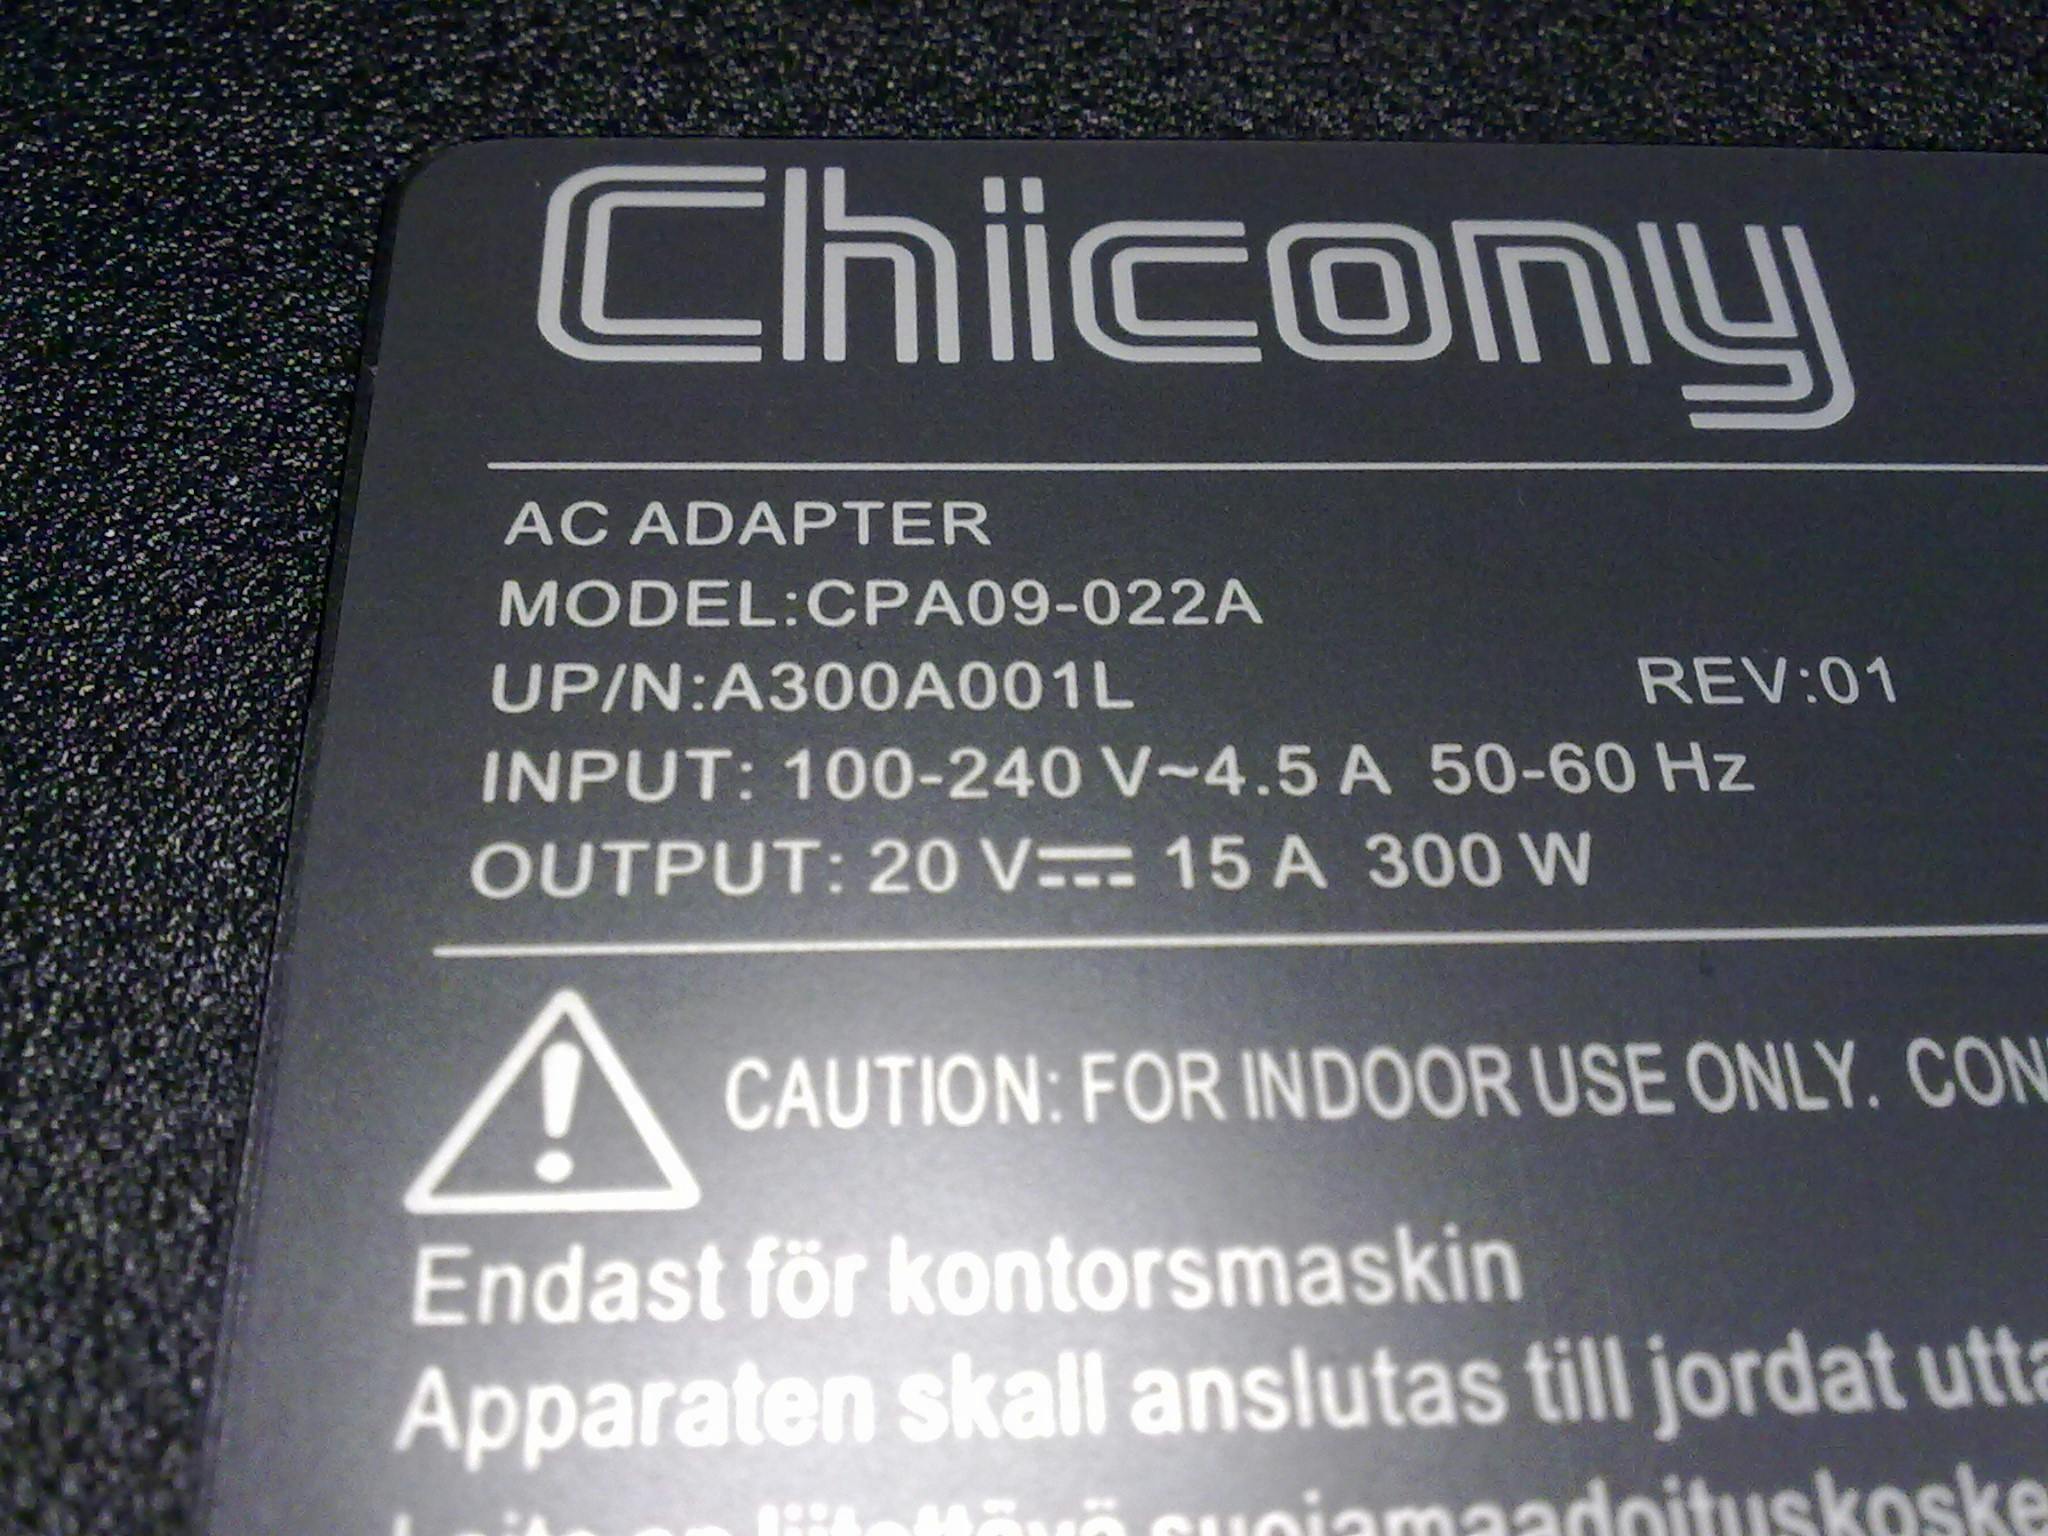 Chicony
AC ADAPTER
MODEL:CPA09-022A
UP/N:A300A001L REV:01
INPUT: 100-240 V~4.5 A 50-60 Hz
OUTPUT: 20 V⎓ 15 A 300 W
CAUTION: FOR INDOOR USE ONLY.
Endast för kontorsmaskin
Apparaten skall anslutas till jordat